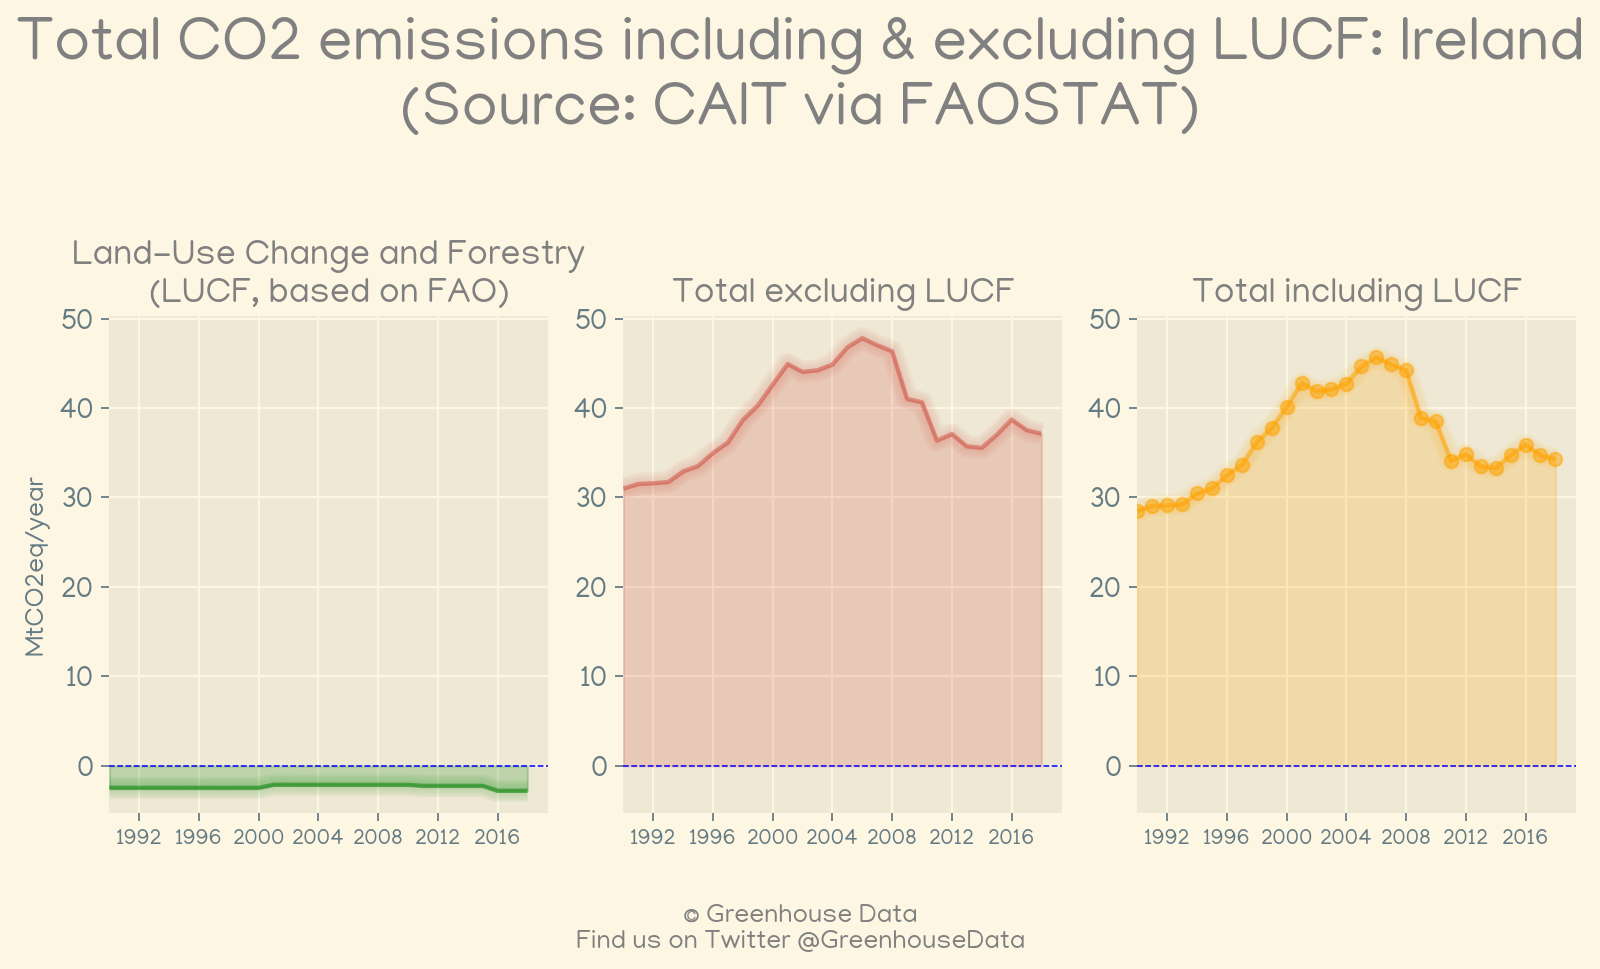 Total CO2 emissions including & excluding LUCF: Ireland
(Source: CAIT via FAOSTAT)
Land-Use Change and Forestry
(LUCF, based on FAO)
MtCO2eq/year
50
40
30
20
10
0
1992 1996 2000 2004 2008 2012 2016
Total excluding LUCF
50
40
30
20
10
0
1992 1996 2000 2004 2008 2012 2016
Total including LUCF
50
40
30
20
10
0
1992 1996 2000 2004 2008 2012 2016
© Greenhouse Data
Find us on Twitter @GreenhouseData